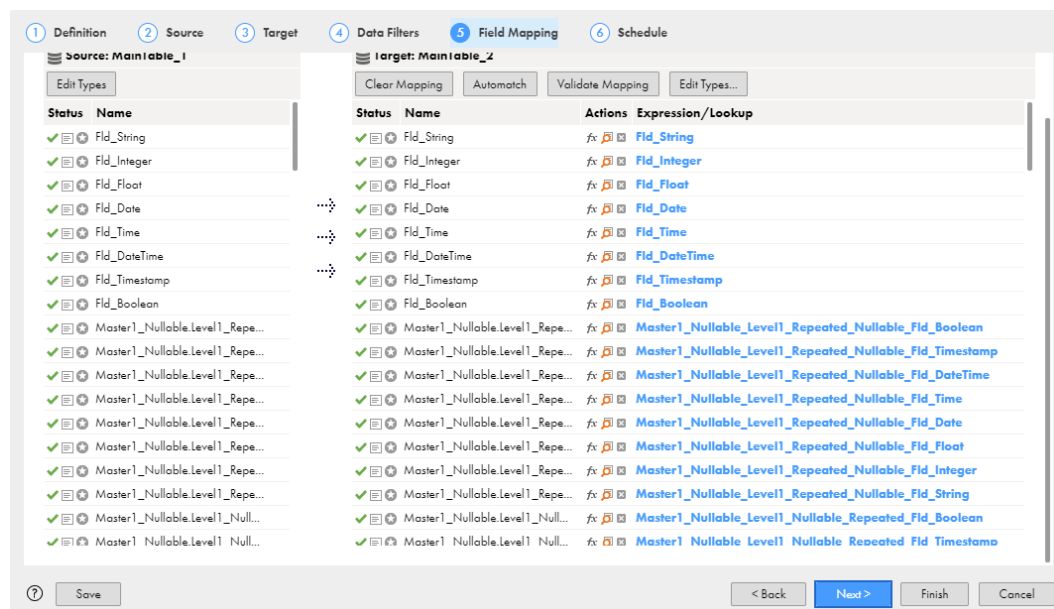 1 Definition 2 Source 3 Target 4 Data Filters 5 Field Mapping 6 Schedule
Source: MainTable_1 Target: MainTable_2
Edit Types Clear Mapping Automatch Validate Mapping Edit Types...
Status Name Status Name Actions Expression/Lookup
Fld_String Fld_String fx Fld_String
Fld_Integer Fld_Integer fx Fld_Integer
Fld_Float Fld_Float fx Fld_Float
Fld_Date Fld_Date fx Fld_Date
Fld_Time Fld_Time fx Fld_Time
Fld_DateTime Fld_DateTime fx Fld_DateTime
Fld_Timestamp Fld_Timestamp fx Fld_Timestamp
Fld_Boolean Fld_Boolean fx Fld_Boolean
Master1_Nullable.Level1_Repe... Master1_Nullable.Level1_Repe... fx Master1_Nullable_Level1_Repeated_Nullable_Fld_Boolean
Master1_Nullable.Level1_Repe... Master1_Nullable.Level1_Repe... fx Master1_Nullable_Level1_Repeated_Nullable_Fld_Timestamp
Master1_Nullable.Level1_Repe... Master1_Nullable.Level1_Repe... fx Master1_Nullable_Level1_Repeated_Nullable_Fld_DateTime
Master1_Nullable.Level1_Repe... Master1_Nullable.Level1_Repe... fx Master1_Nullable_Level1_Repeated_Nullable_Fld_Time
Master1_Nullable.Level1_Repe... Master1_Nullable.Level1_Repe... fx Master1_Nullable_Level1_Repeated_Nullable_Fld_Date
Master1_Nullable.Level1_Repe... Master1_Nullable.Level1_Repe... fx Master1_Nullable_Level1_Repeated_Nullable_Fld_Float
Master1_Nullable.Level1_Repe... Master1_Nullable.Level1_Repe... fx Master1_Nullable_Level1_Repeated_Nullable_Fld_Integer
Master1_Nullable.Level1_Repe... Master1_Nullable.Level1_Repe... fx Master1_Nullable_Level1_Repeated_Nullable_Fld_String
Master1_Nullable.Level1_Null... Master1_Nullable.Level1_Null... fx Master1_Nullable_Level1_Nullable_Repeated_Fld_Boolean
Master1_Nullable.Level1_Null... Master1_Nullable.Level1_Null... fx Master1_Nullable_Level1_Nullable_Repeated_Fld_Timestamp
? Save < Back Next > Finish Cancel